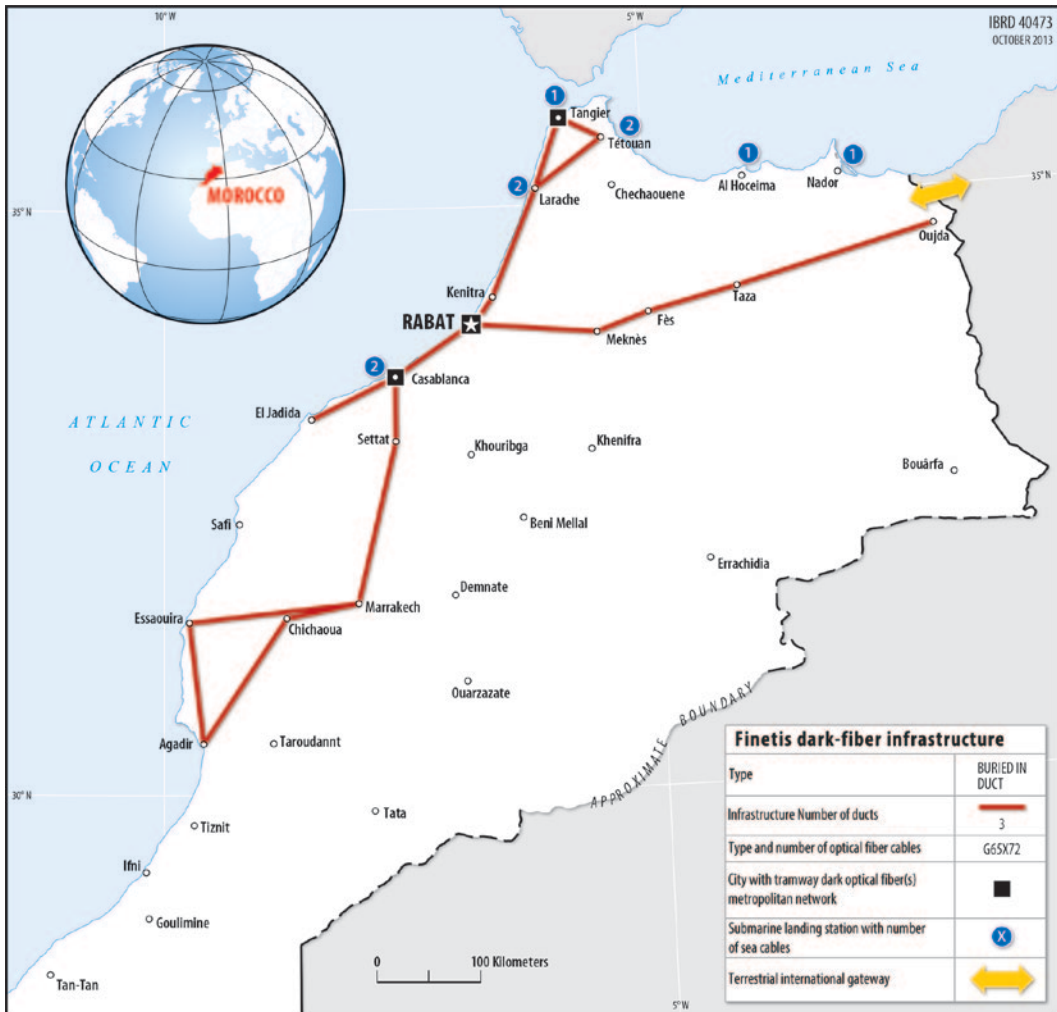 10° W
5° W
IBRD 40473
OCTOBER 2013
Mediterranean Sea
MOROCCO
1
Tangier
2
Tétouan
2
Larache
Chechaouene
1
Al Hoceima
1
Nador
35° N
35° N
Oujda
Kenitra
Taza
Fès
RABAT
Meknès
2
Casablanca
El Jadida
ATLANTIC
OCEAN
Settat
Khouribga
Khenifra
Bouârfa
Safi
Beni Mellal
Errachidia
Demnate
Marrakech
Essaouira
Chichaoua
Ouarzazate
APPROXIMATE BOUNDARY
Agadir
Taroudannt
30° N
Tata
Tiznit
Ifni
Goulimine
Tan-Tan
0 100 Kilometers
5° W
Finetis dark-fiber infrastructure
Type
BURIED IN
DUCT
Infrastructure Number of ducts
3
Type and number of optical fiber cables
G65X72
City with tramway dark optical fiber(s)
metropolitan network
Submarine landing station with number
of sea cables
X
Terrestrial international gateway